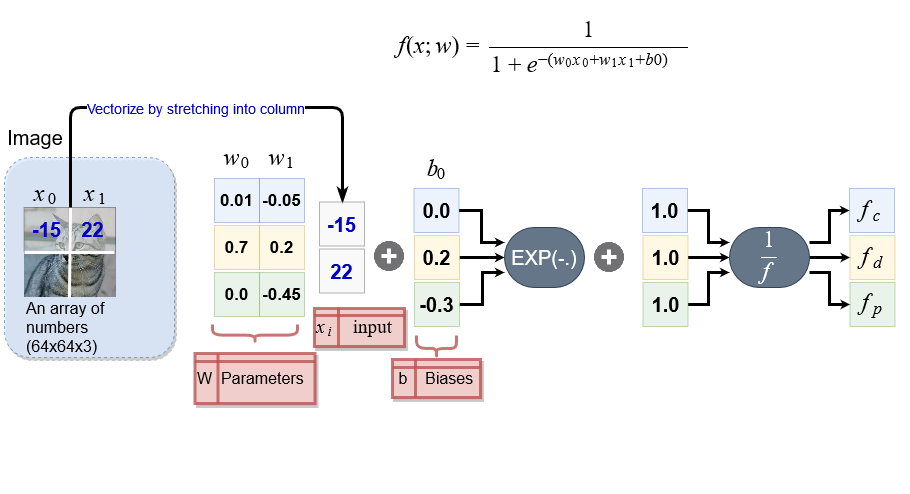 f(x; w) = 1 / 1 + e^-(w0x0+w1x1+b0)
Vectorize by stretching into column
Image
x0 x1
-15 22
An array of
numbers
(64x64x3)
w0 w1
0.01 -0.05
0.7 0.2
0.0 -0.45
W Parameters
-15
22
xi input
b0
0.0
0.2
-0.3
b Biases
EXP(-.)
1.0
1.0
1.0
1
f
fc
fd
fp